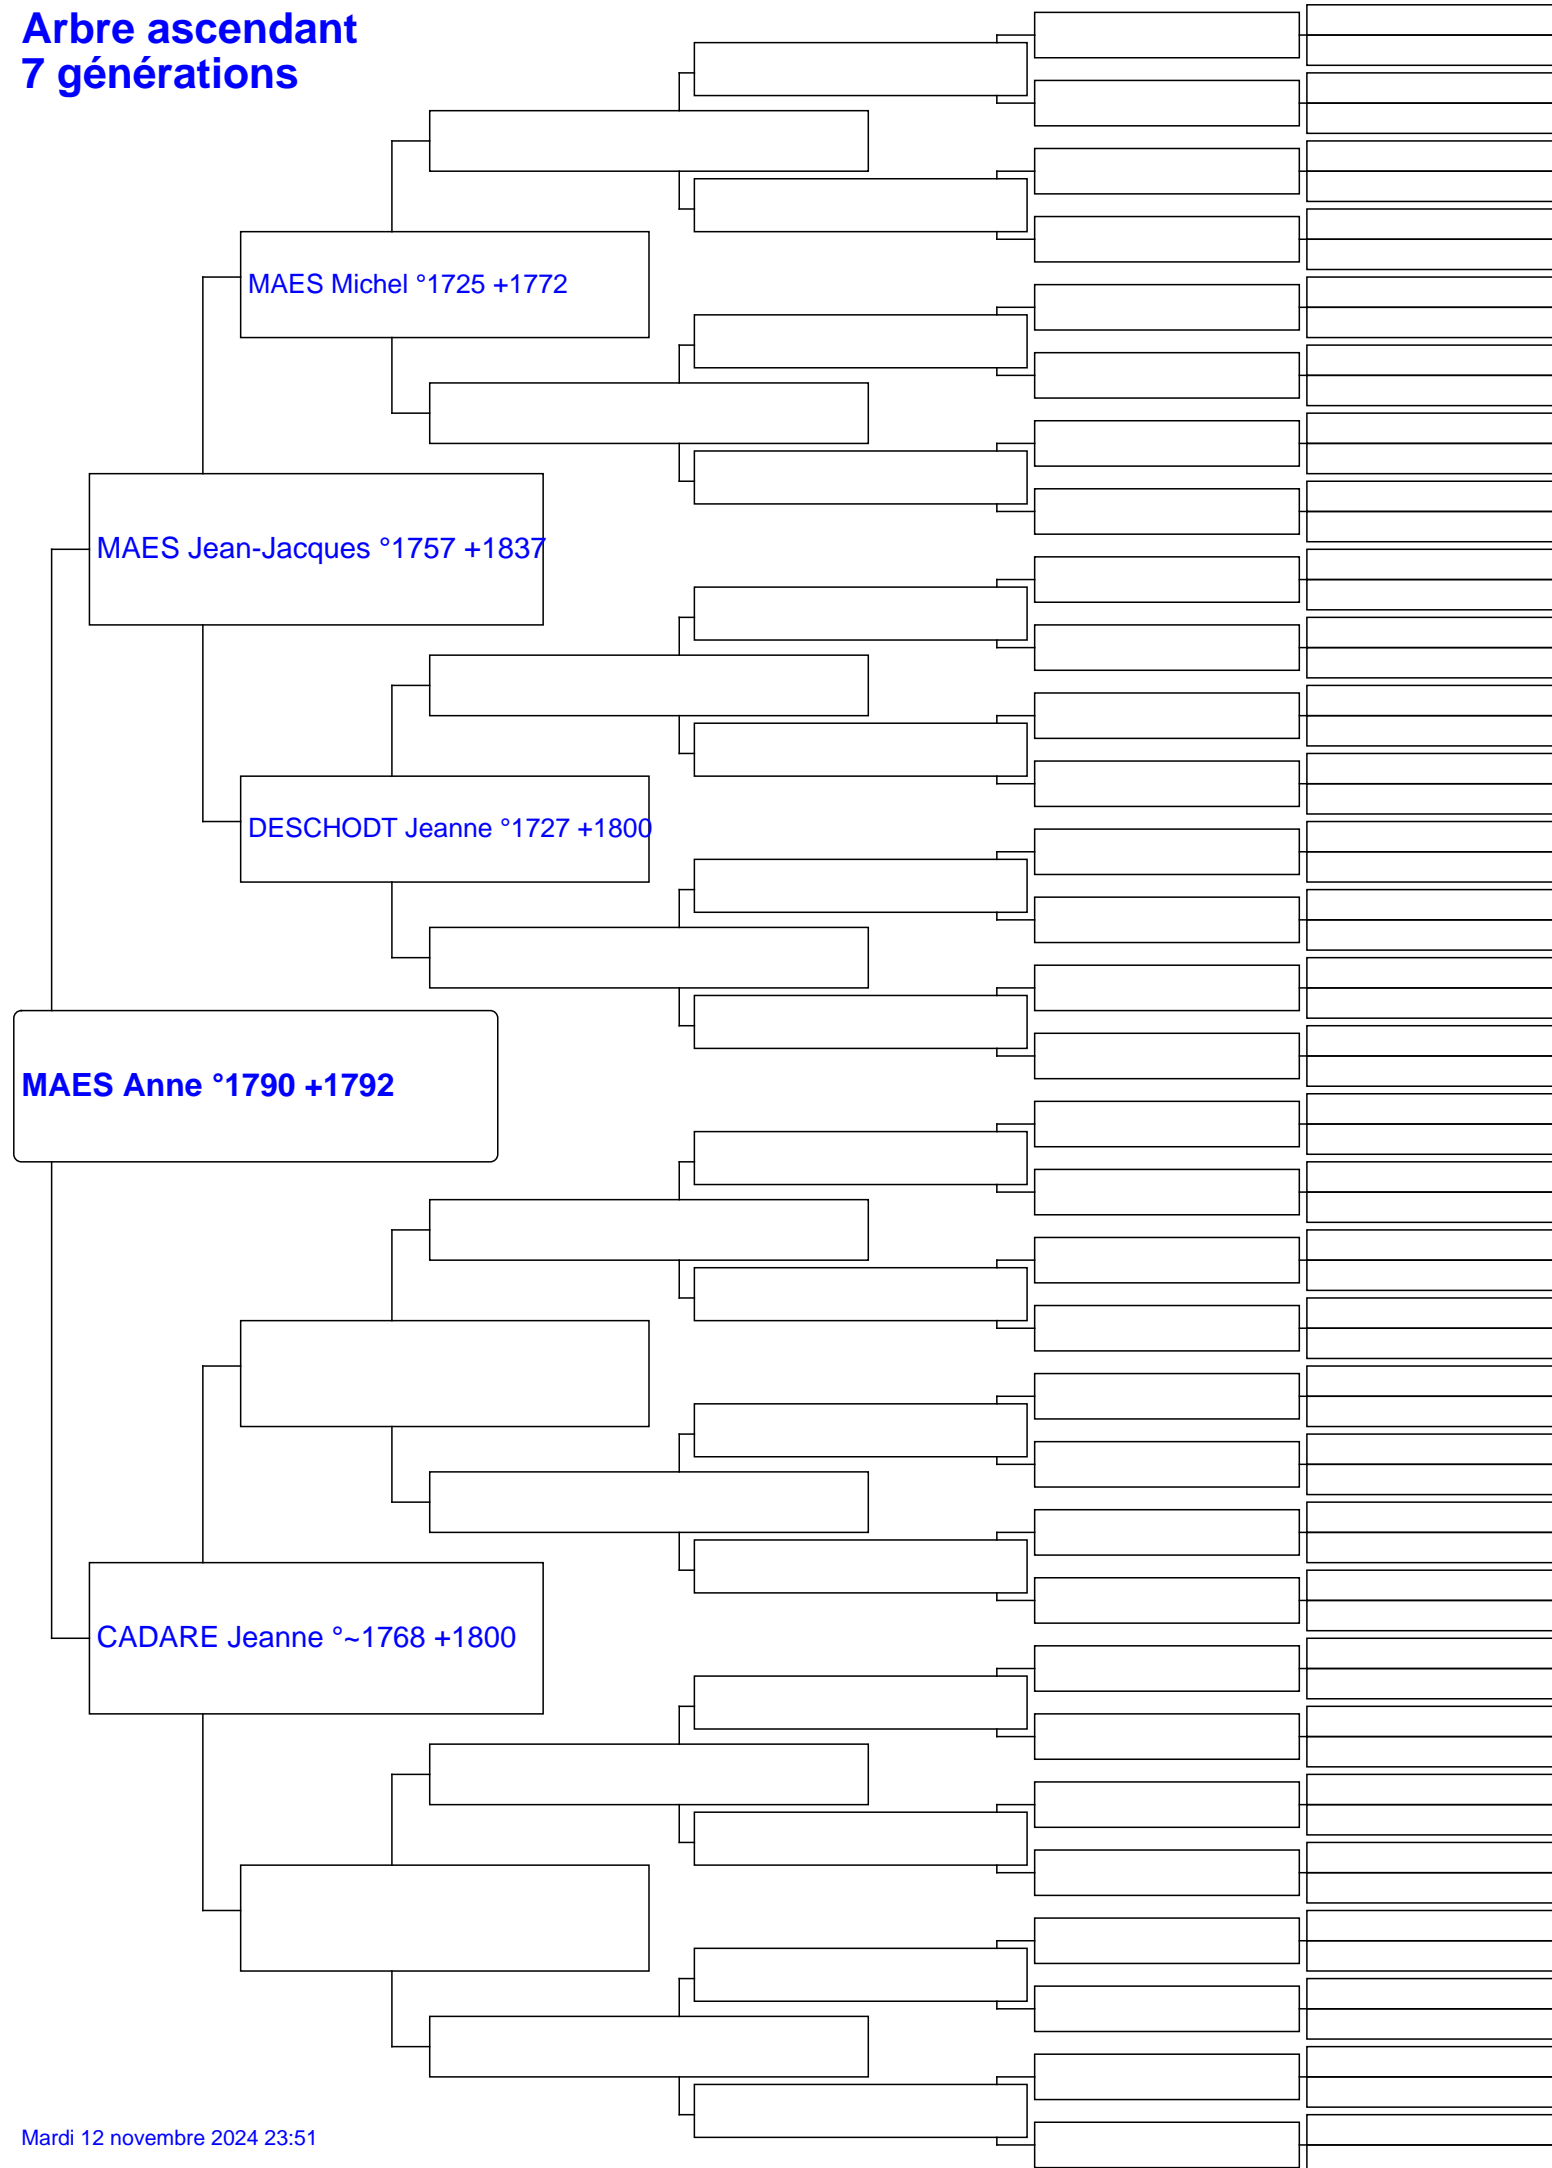 Arbre ascendant
7 générations
MAES Michel °1725 +1772
MAES Jean-Jacques °1757 +1837
DESCHODT Jeanne °1727 +1800
MAES Anne °1790 +1792
CADARE Jeanne °~1768 +1800
Mardi 12 novembre 2024 23:51